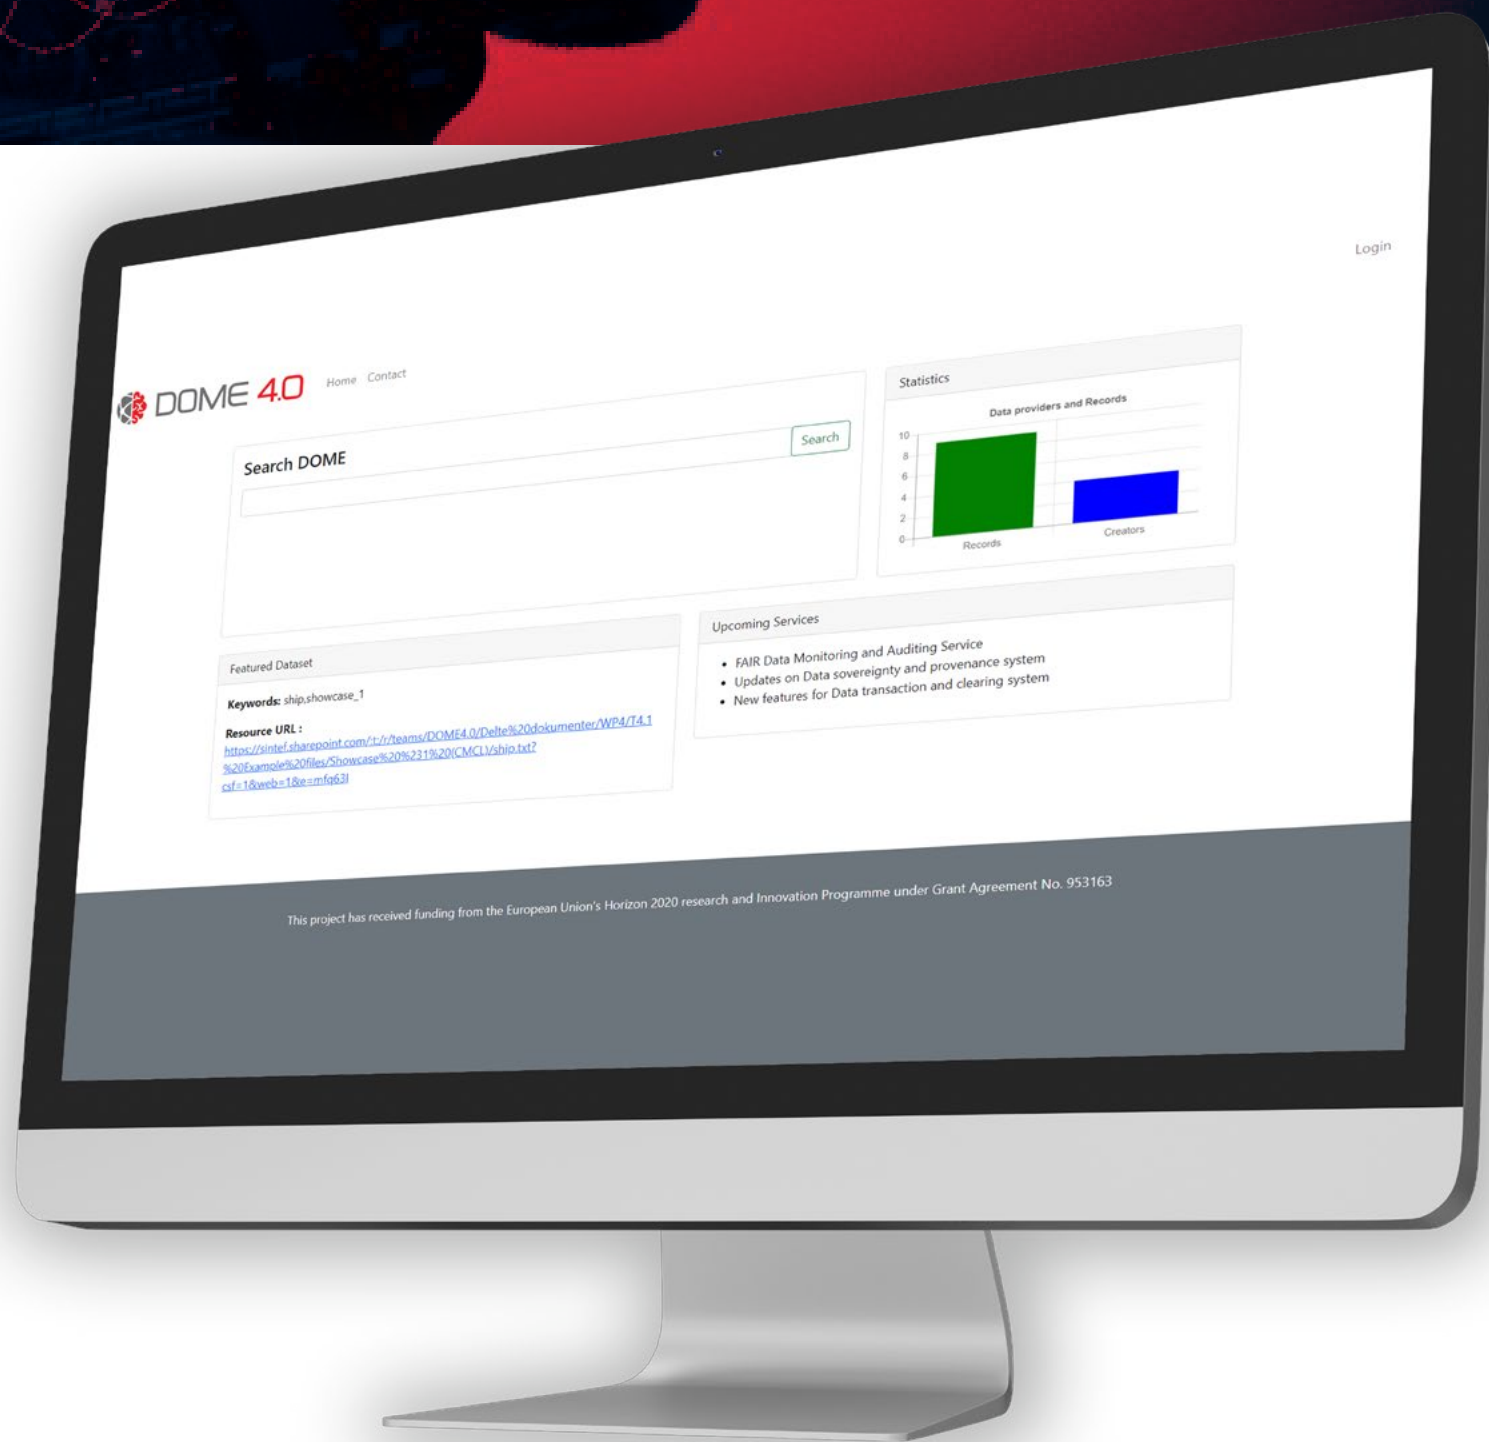 Login
DOME 4.0
Home Contact
Search DOME
Search
Statistics
Data providers and Records
10
8
6
4
2
0
Records
Creators
Featured Dataset
Keywords: ship,showcase_1
Resource URL :
https://sintef.sharepoint.com/:t:/r/teams/DOME4.0/Delte%20dokumenter/WP4/T4.1
%20Example%20files/Showcase%20%231%20(CMCL)/ship.txt?
csf=1&web=1&e=mfq63I
Upcoming Services
• FAIR Data Monitoring and Auditing Service
• Updates on Data sovereignty and provenance system
• New features for Data transaction and clearing system
This project has received funding from the European Union's Horizon 2020 research and Innovation Programme under Grant Agreement No. 953163